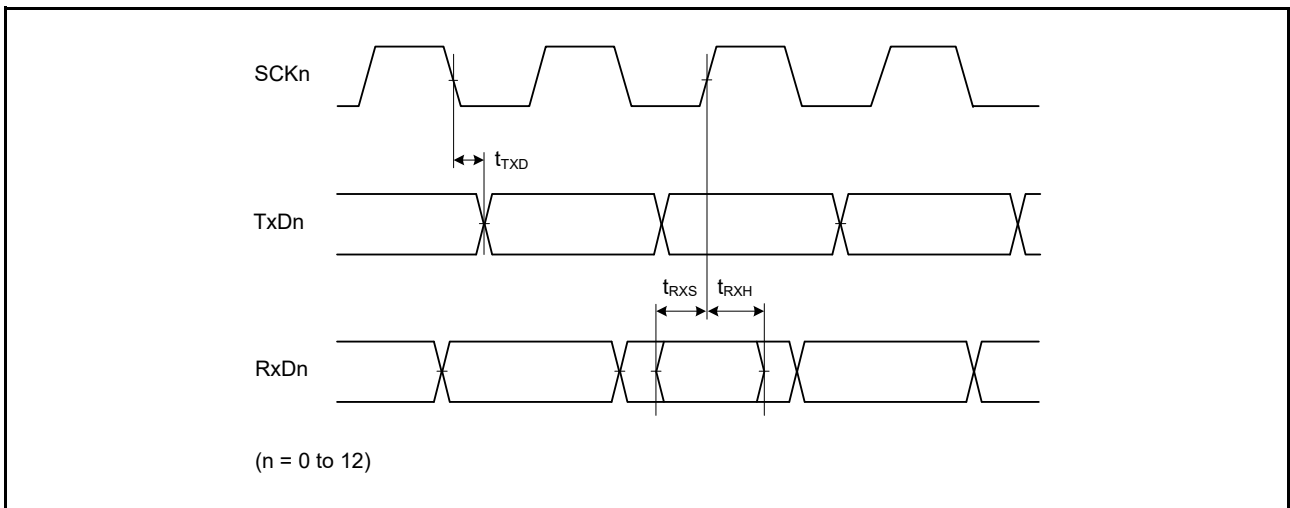 SCKn
tTXD
TxDn
tRXS tRXH
RxDn
(n = 0 to 12)